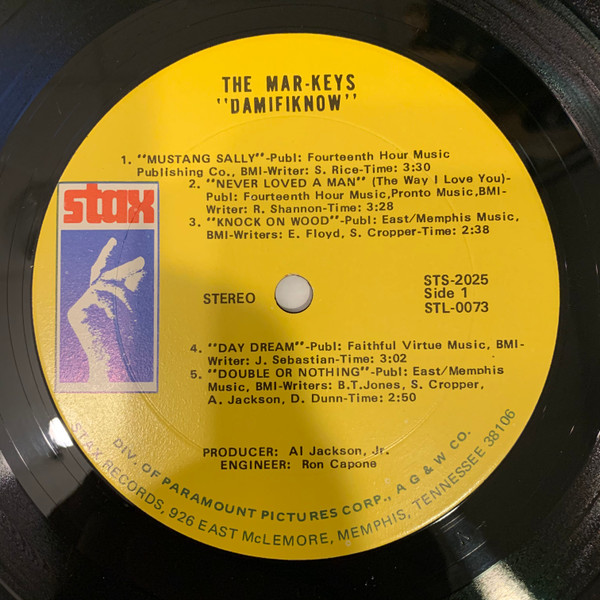 THE MAR-KEYS
"DAMIFIKNOW"
1. "MUSTANG SALLY"-Publ: Fourteenth Hour Music
Publishing Co., BMI-Writer: S. Rice-Time: 3:30
2. "NEVER LOVED A MAN" (The Way I Love You)-
Publ: Fourteenth Hour Music,Pronto Music,BMI-
Writer: R. Shannon-Time: 3:28
3. "KNOCK ON WOOD"-Publ: East/Memphis Music,
BMI-Writers: E. Floyd, S. Cropper-Time: 2:38
stax
STEREO
STS-2025
Side 1
STL-0073
4. "DAY DREAM"-Publ: Faithful Virtue Music, BMI-
Writer: J. Sebastian-Time: 3:02
5. "DOUBLE OR NOTHING"-Publ: East/Memphis
Music, BMI-Writers: B.T.Jones, S. Cropper,
A. Jackson, D. Dunn-Time: 2:50
PRODUCER: Al Jackson, Jr.
ENGINEER: Ron Capone
DIV. OF PARAMOUNT PICTURES CORP., A G & W CO.
STAX RECORDS, 926 EAST McLEMORE, MEMPHIS, TENNESSEE 38106